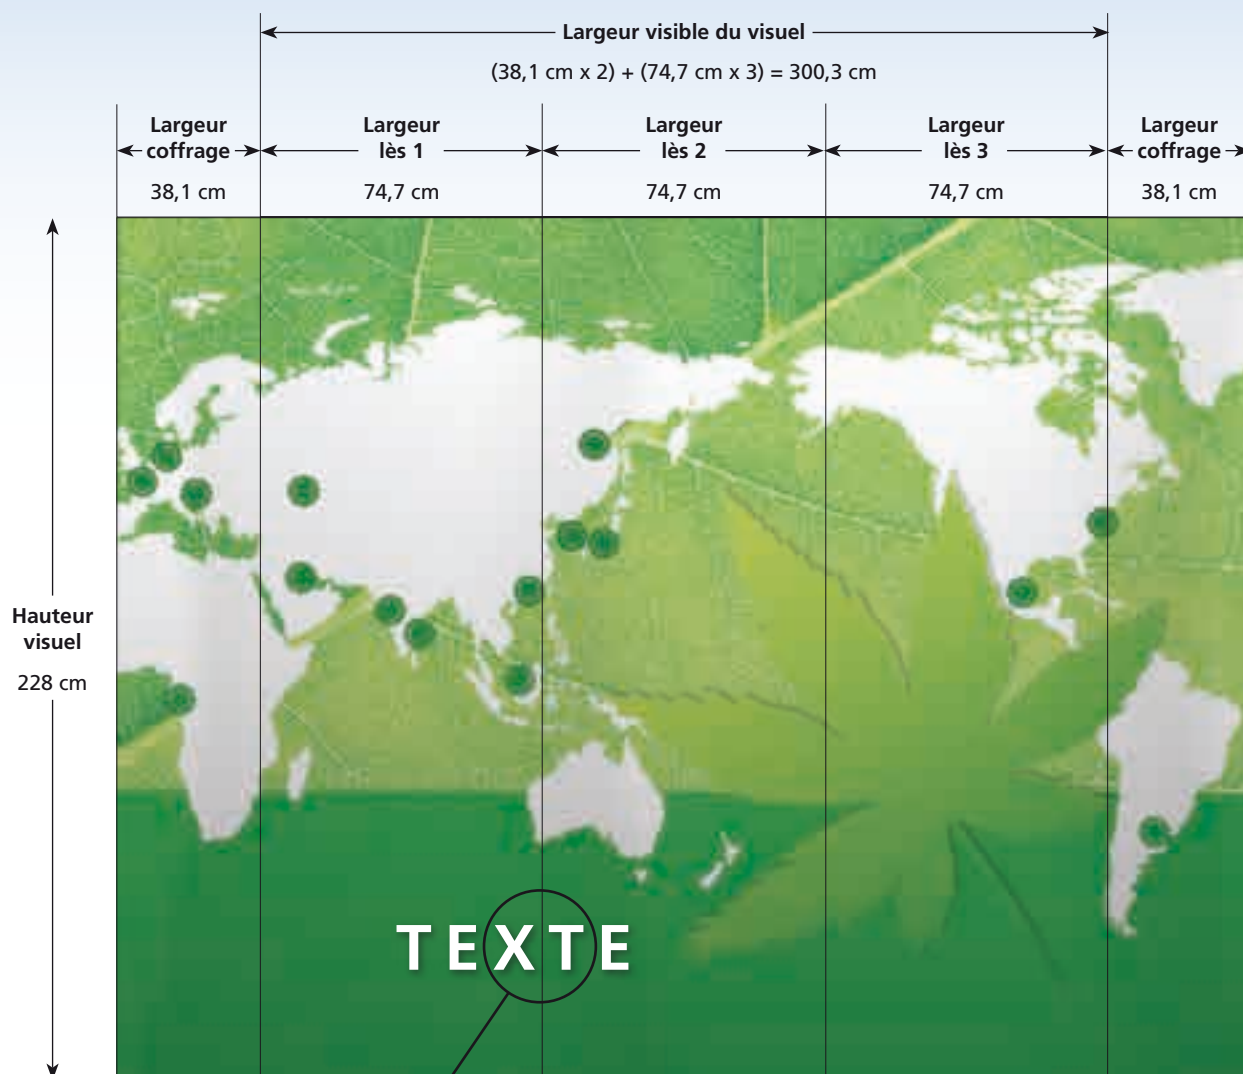 Largeur visible du visuel
(38,1 cm x 2) + (74,7 cm x 3) = 300,3 cm
Largeur coffrage
38,1 cm
Largeur lès 1
74,7 cm
Largeur lès 2
74,7 cm
Largeur lès 3
74,7 cm
Largeur coffrage
38,1 cm
Hauteur visuel
228 cm
TEXTE